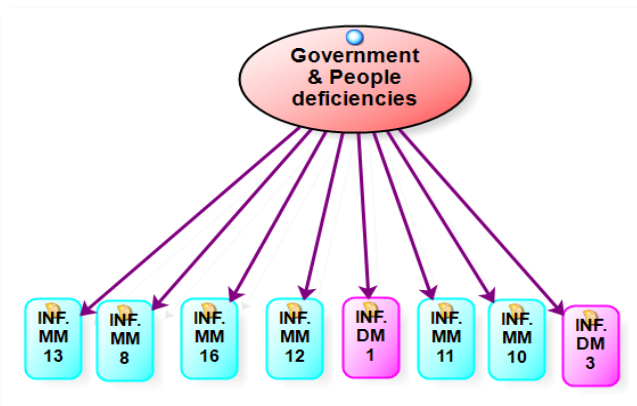 Government
& People
deficiencies
INF.
MM
13
INF.
MM
8
INF.
MM
16
INF.
MM
12
INF.
DM
1
INF.
MM
11
INF.
MM
10
INF.
DM
3